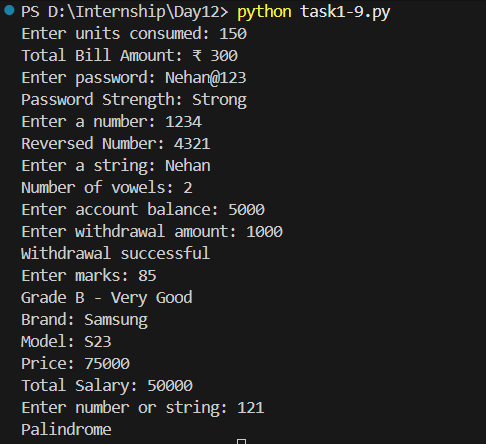 PS D:\Internship\Day12> python task1-9.py
Enter units consumed: 150
Total Bill Amount: ₹ 300
Enter password: Nehan@123
Password Strength: Strong
Enter a number: 1234
Reversed Number: 4321
Enter a string: Nehan
Number of vowels: 2
Enter account balance: 5000
Enter withdrawal amount: 1000
Withdrawal successful
Enter marks: 85
Grade B - Very Good
Brand: Samsung
Model: S23
Price: 75000
Total Salary: 50000
Enter number or string: 121
Palindrome